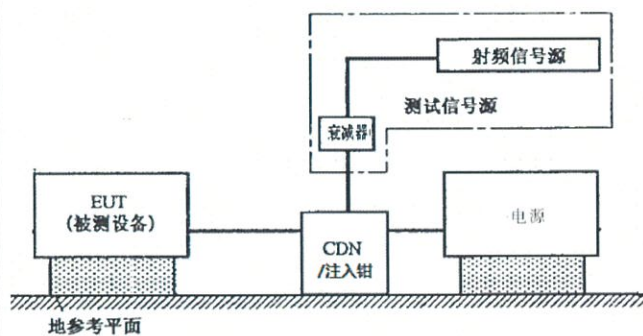 射频信号源
测试信号源
衰减器
EUT
(被测设备)
CDN
/注入钳
电源
地参考平面